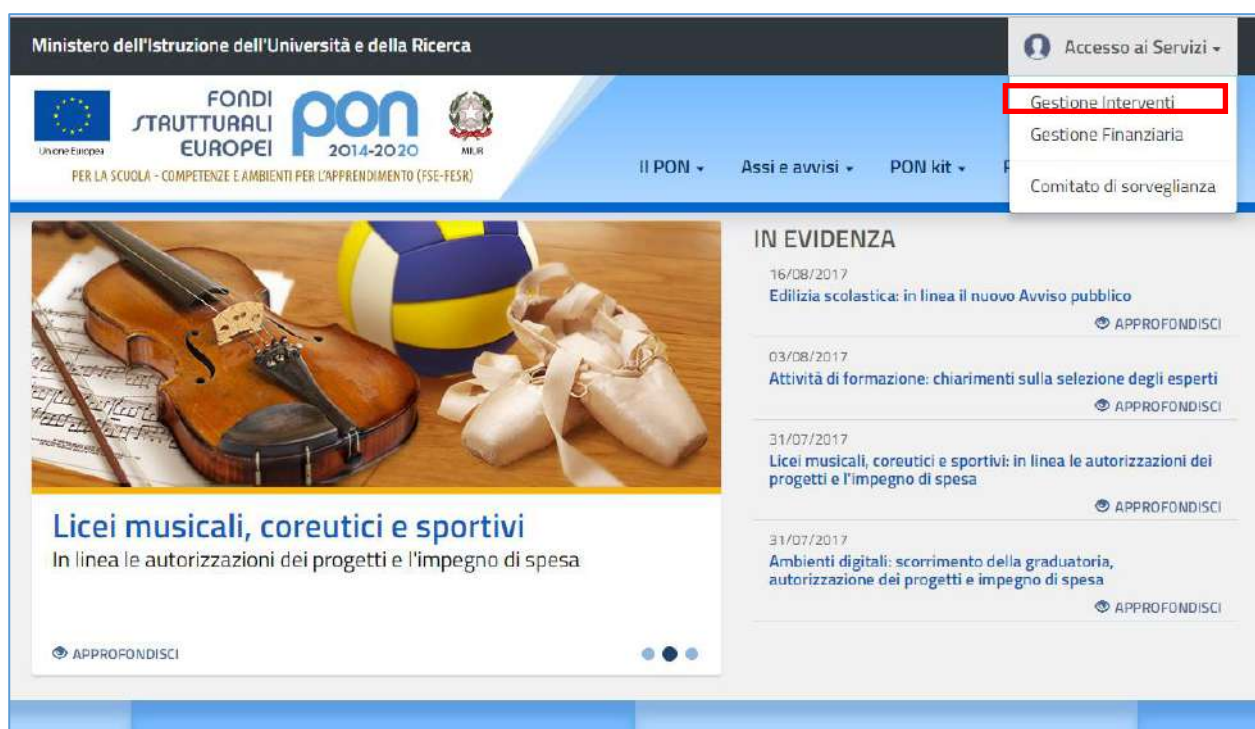 Ministero dell'Istruzione dell'Università e della Ricerca
Accesso ai Servizi
Gestione Interventi
Gestione Finanziaria
Comitato di sorveglianza
Unione Europea
FONDI
STRUTTURALI
EUROPEI
pon
2014-2020
MIUR
PER LA SCUOLA - COMPETENZE E AMBIENTI PER L'APPRENDIMENTO (FSE-FESR)
Il PON
Assi e avvisi
PON kit
IN EVIDENZA
16/08/2017
Edilizia scolastica: in linea il nuovo Avviso pubblico
APPROFONDISCI
03/08/2017
Attività di formazione: chiarimenti sulla selezione degli esperti
APPROFONDISCI
31/07/2017
Licei musicali, coreutici e sportivi: in linea le autorizzazioni dei
progetti e l'impegno di spesa
APPROFONDISCI
31/07/2017
Ambienti digitali: scorrimento della graduatoria,
autorizzazione dei progetti e impegno di spesa
APPROFONDISCI
Licei musicali, coreutici e sportivi
In linea le autorizzazioni dei progetti e l'impegno di spesa
APPROFONDISCI